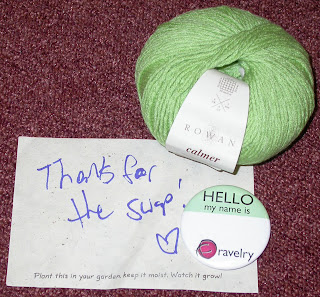 ROWAN
calmer
Thanks for
the swap!
HELLO
my name is
ravelry
Plant this in your garden keep it moist. Watch it grow!